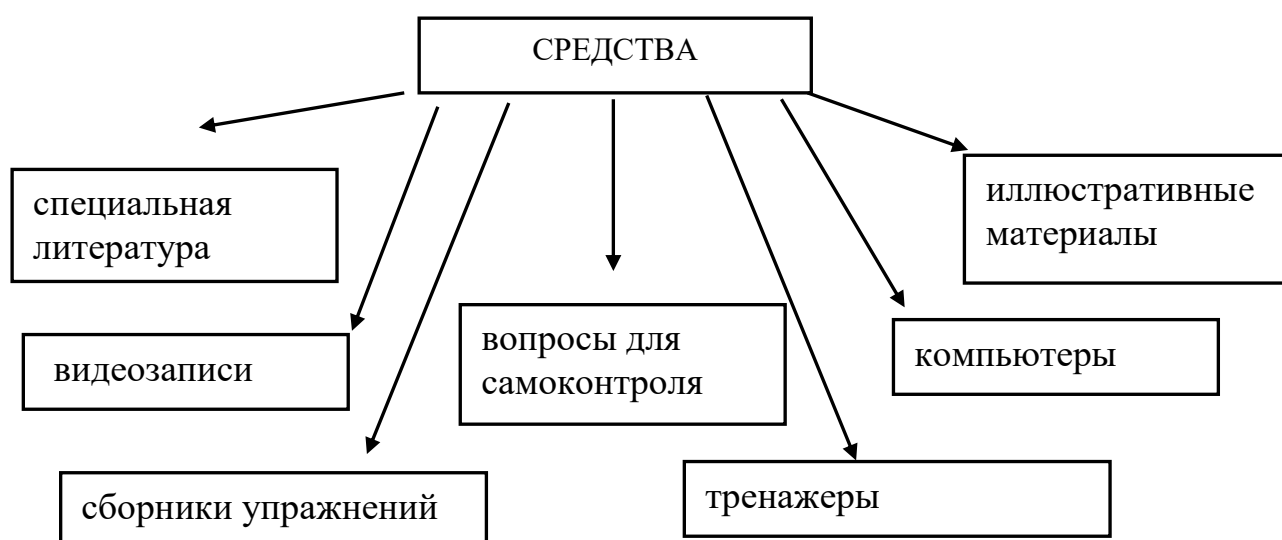 СРЕДСТВА
специальная
литература
иллюстративные
материалы
видеозаписи
вопросы для
самоконтроля
компьютеры
сборники упражнений
тренажеры